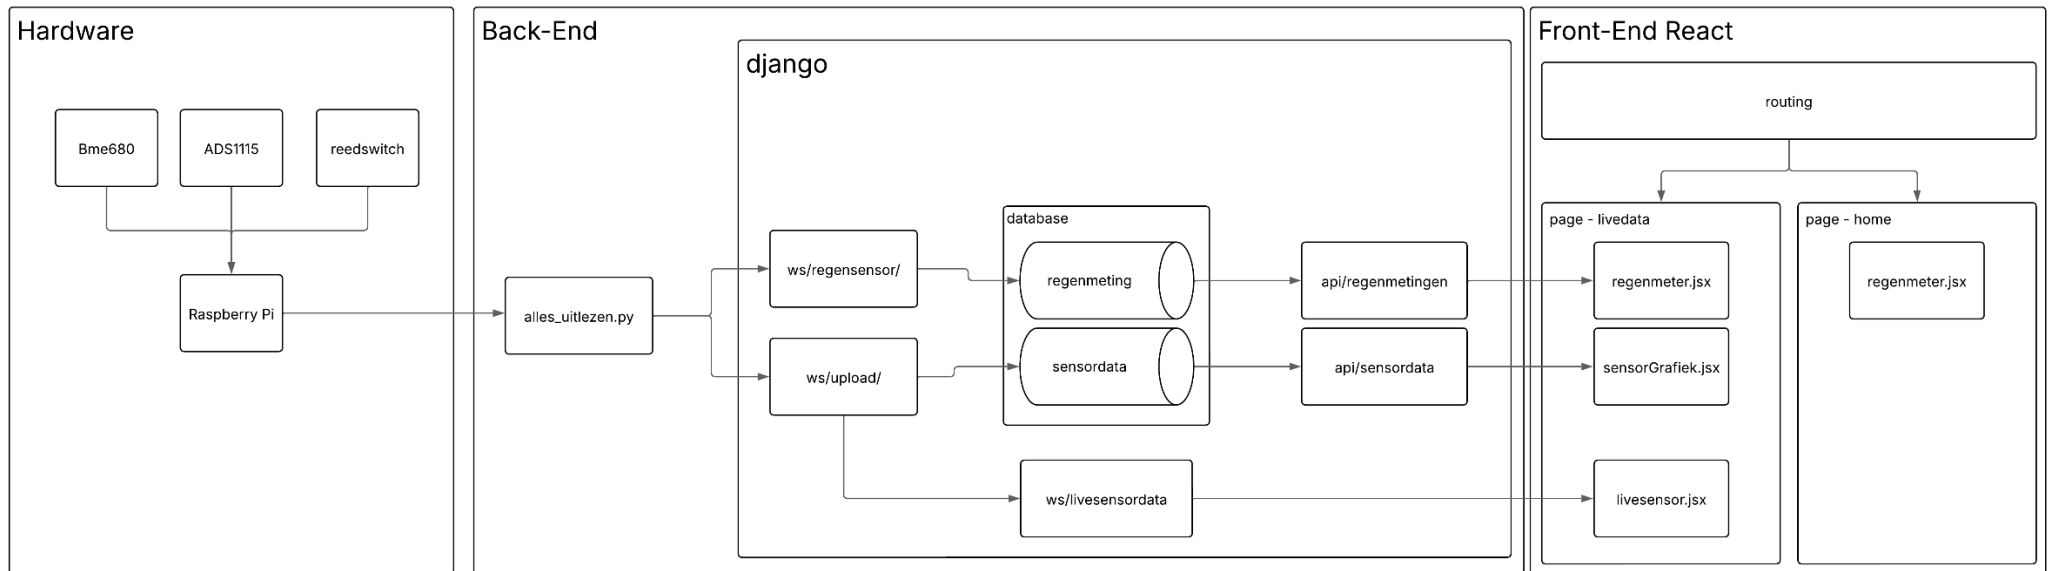 Hardware
Bme680
ADS1115
reedswitch
Raspberry Pi
Back-End
alles_uitlezen.py
django
ws/regensensor/
ws/upload/
database
regenmeting
sensordata
ws/livesensordata
api/regenmetingen
api/sensordata
Front-End React
routing
page - livedata
regenmeter.jsx
sensorGrafiek.jsx
livesensor.jsx
page - home
regenmeter.jsx